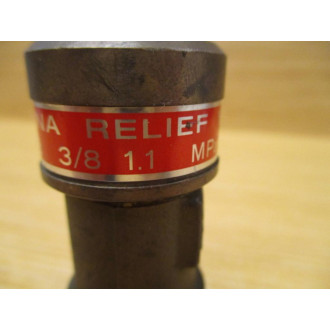 NA RELIEF
3/8 1.1 MP